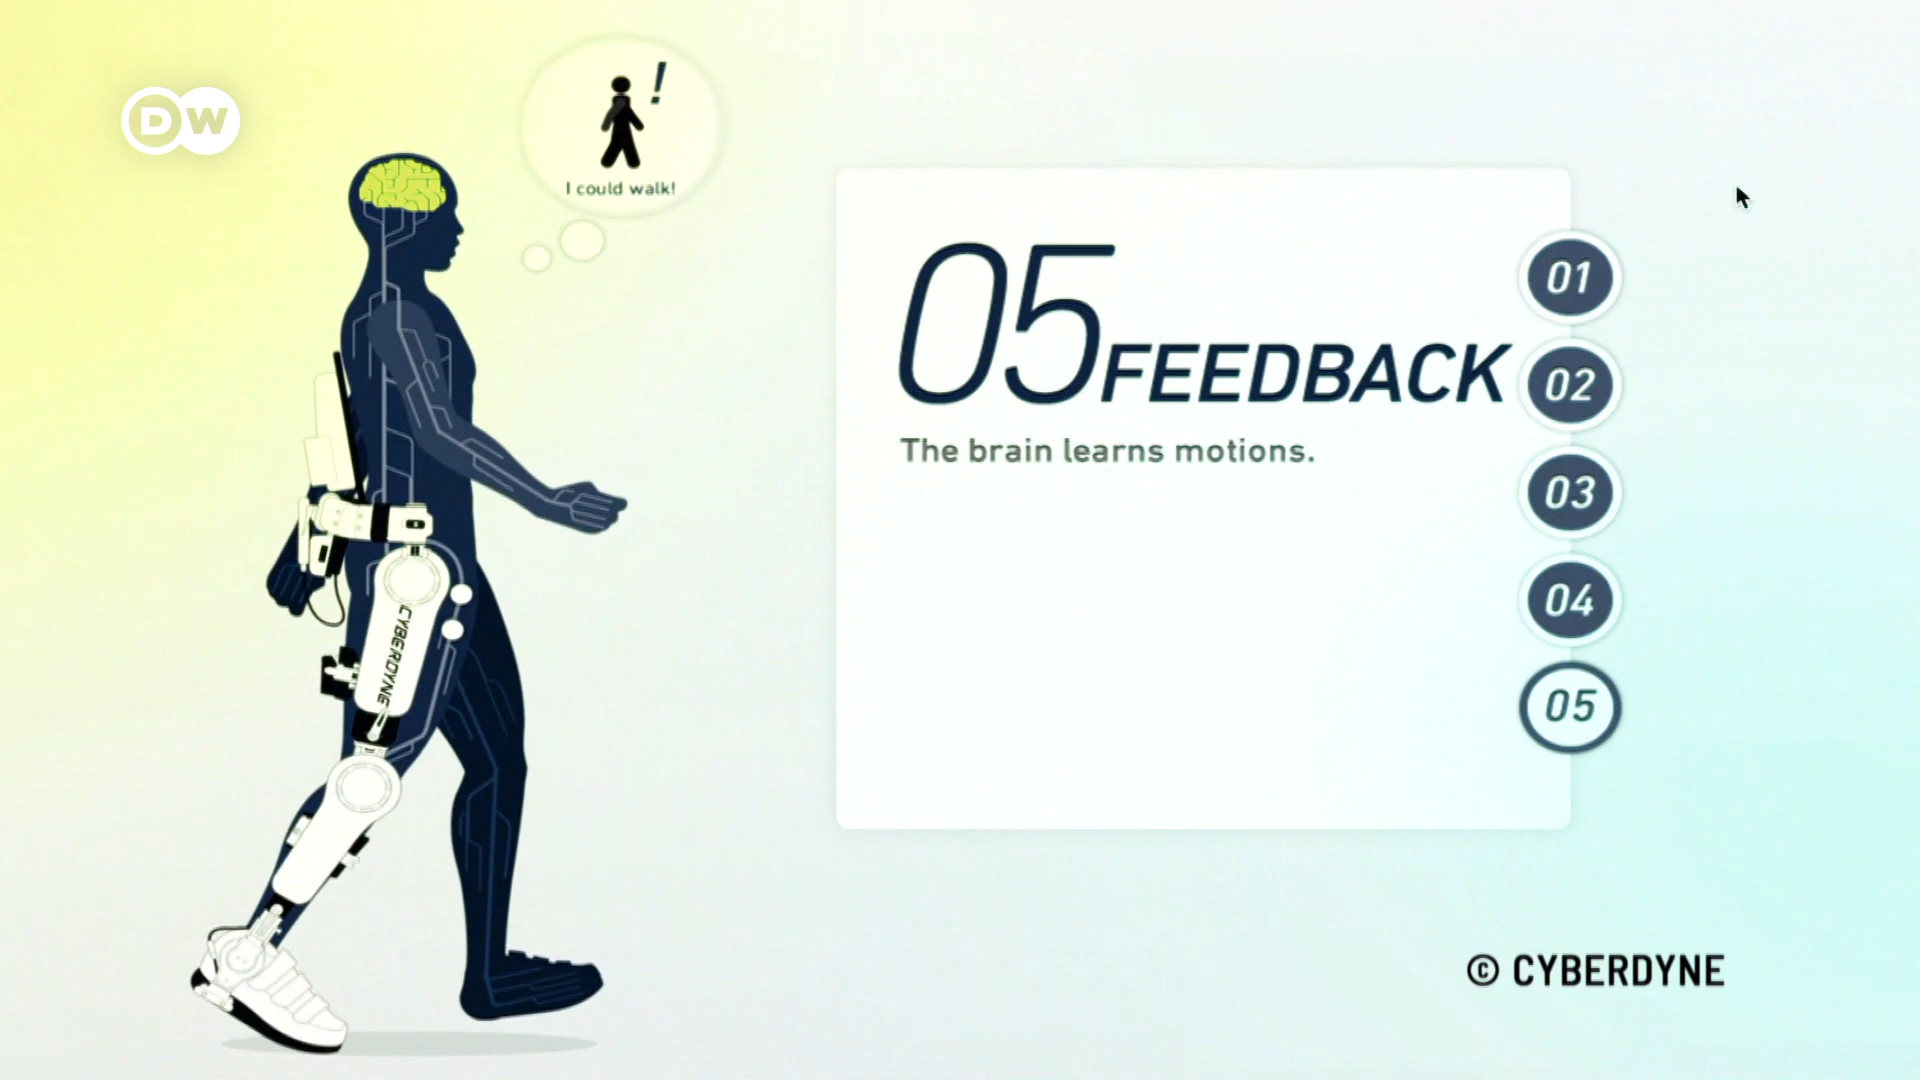 DW
!
I could walk!
05 FEEDBACK
The brain learns motions.
01
02
03
04
05
CYBERDYNE
© CYBERDYNE